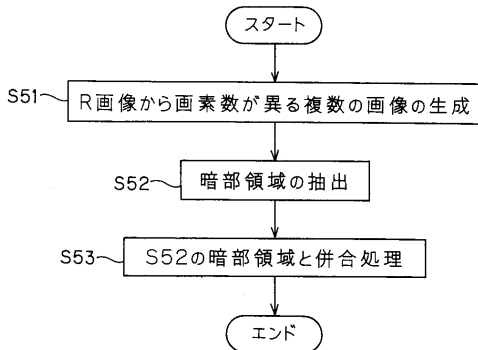 スタート
S51
R画像から画素数が異る複数の画像の生成
S52
暗部領域の抽出
S53
S52の暗部領域と併合処理
エンド